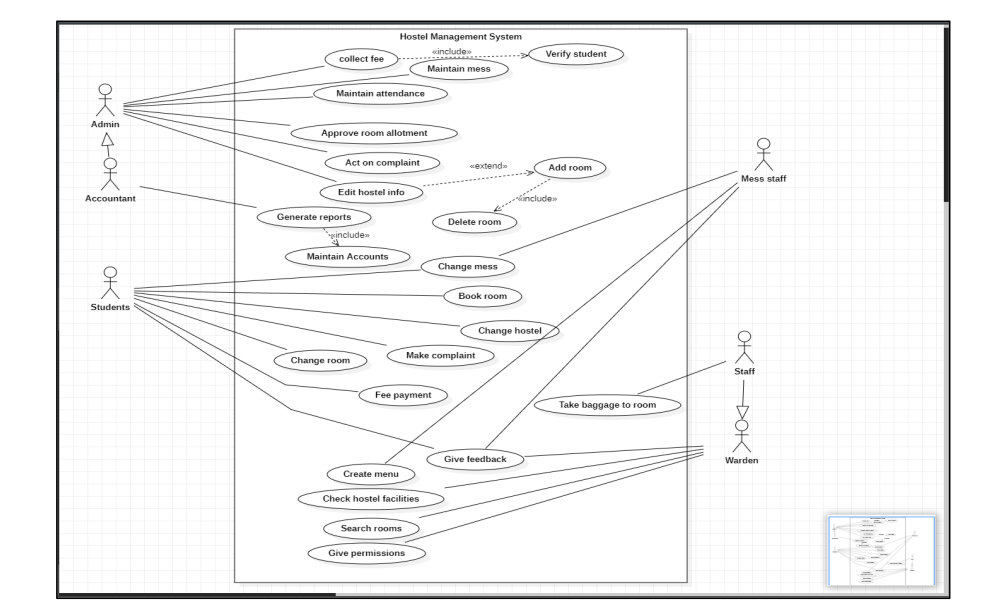 Hostel Management System
collect fee
«include»
Verify student
Maintain mess
Maintain attendance
Admin
Approve room allotment
Act on complaint
«extend»
Add room
Mess staff
Accountant
Edit hostel info
«include»
Generate reports
Delete room
«include»
Maintain Accounts
Change mess
Students
Book room
Change hostel
Change room
Make complaint
Staff
Fee payment
Take baggage to room
Give feedback
Warden
Create menu
Check hostel facilities
Search rooms
Give permissions